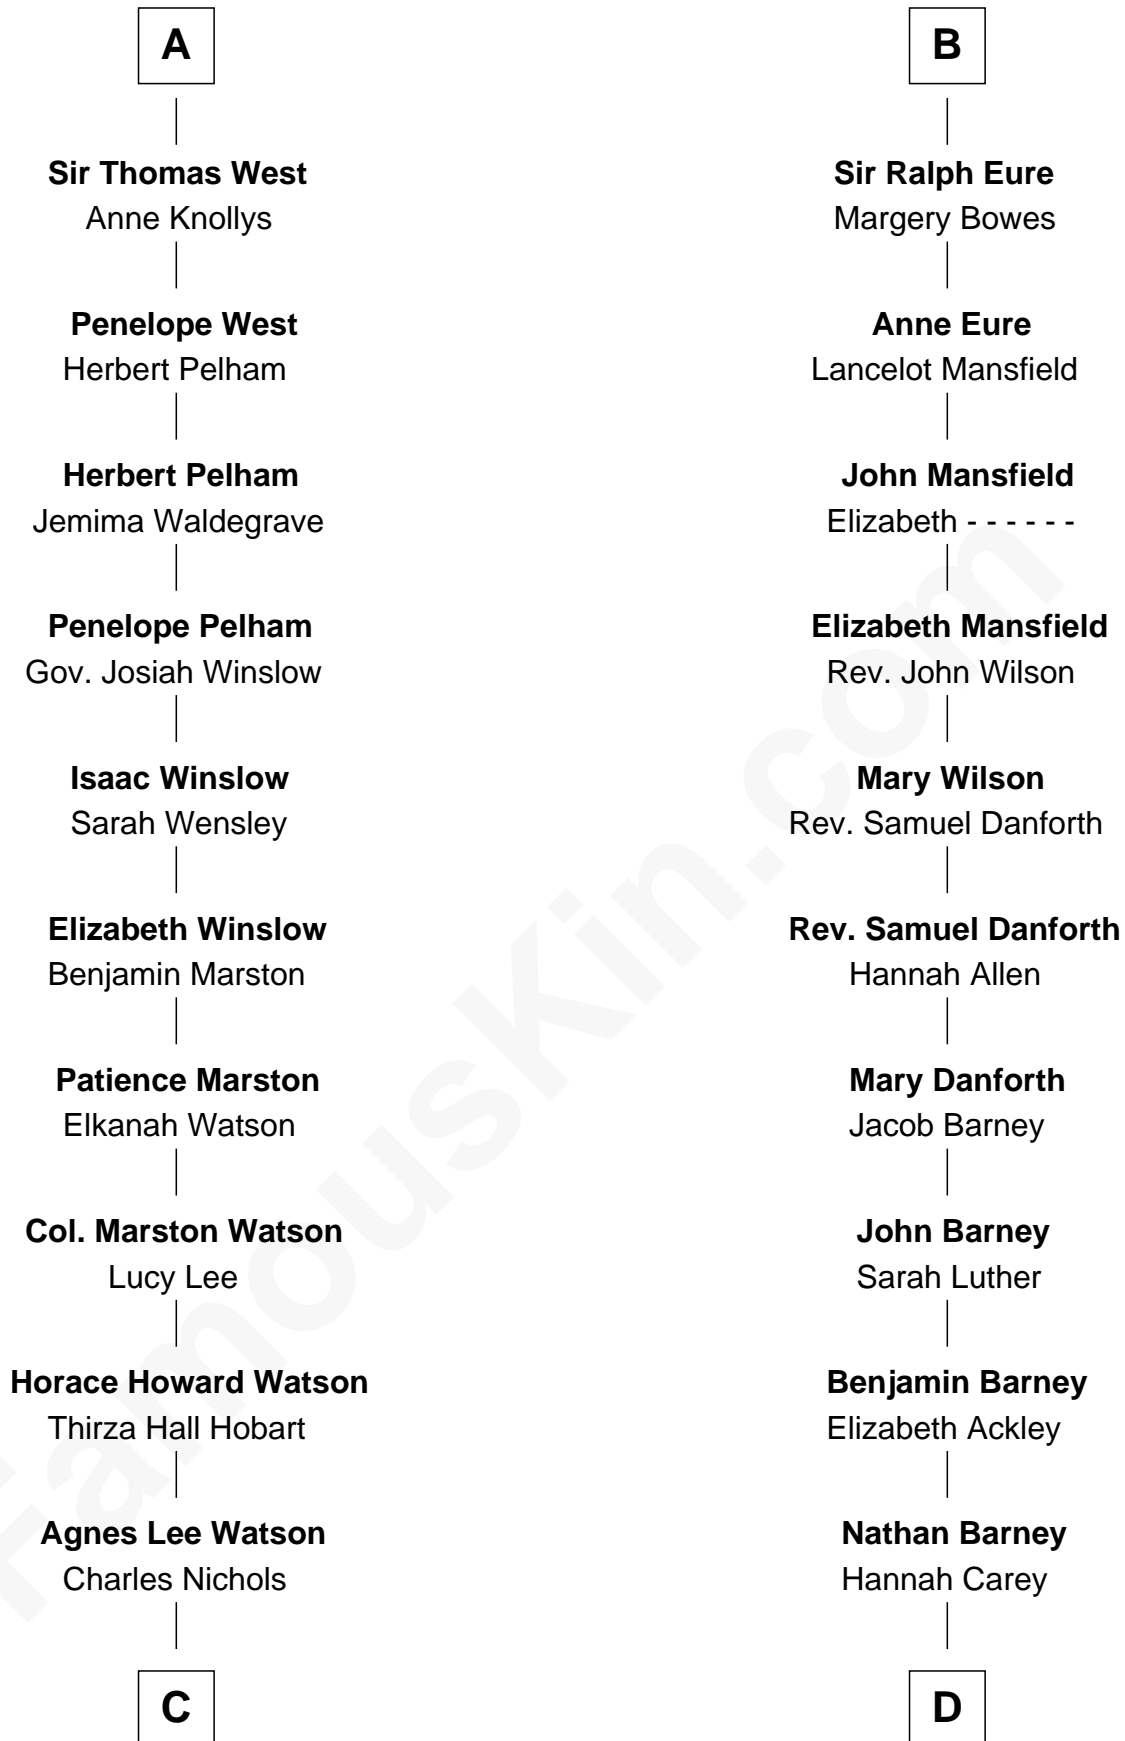 A
Sir Thomas West
Anne Knollys
Penelope West
Herbert Pelham
Herbert Pelham
Jemima Waldegrave
Penelope Pelham
Gov. Josiah Winslow
Isaac Winslow
Sarah Wensley
Elizabeth Winslow
Benjamin Marston
Patience Marston
Elkanah Watson
Col. Marston Watson
Lucy Lee
Horace Howard Watson
Thirza Hall Hobart
Agnes Lee Watson
Charles Nichols
C
B
Sir Ralph Eure
Margery Bowes
Anne Eure
Lancelot Mansfield
John Mansfield
Elizabeth - - - - - -
Elizabeth Mansfield
Rev. John Wilson
Mary Wilson
Rev. Samuel Danforth
Rev. Samuel Danforth
Hannah Allen
Mary Danforth
Jacob Barney
John Barney
Sarah Luther
Benjamin Barney
Elizabeth Ackley
Nathan Barney
Hannah Carey
D
FamousKin.com